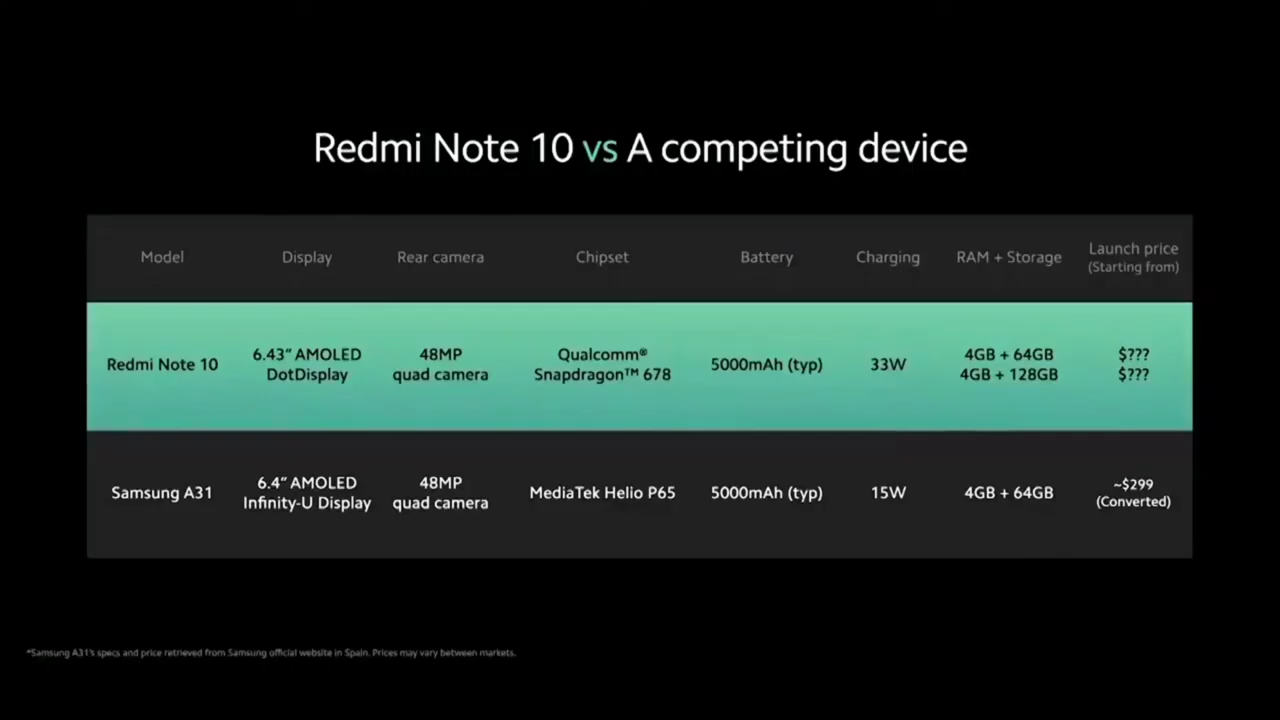 Redmi Note 10 vs A competing device
Model Display Rear camera Chipset Battery Charging RAM + Storage Launch price
(Starting from)
Redmi Note 10 6.43" AMOLED DotDisplay 48MP quad camera Qualcomm® Snapdragon™ 678 5000mAh (typ) 33W 4GB + 64GB 4GB + 128GB $??? $???
Samsung A31 6.4" AMOLED Infinity-U Display 48MP quad camera MediaTek Helio P65 5000mAh (typ) 15W 4GB + 64GB ~$299 (Converted)
*Samsung A31's specs and price retrieved from Samsung official website in Spain. Prices may vary between markets.